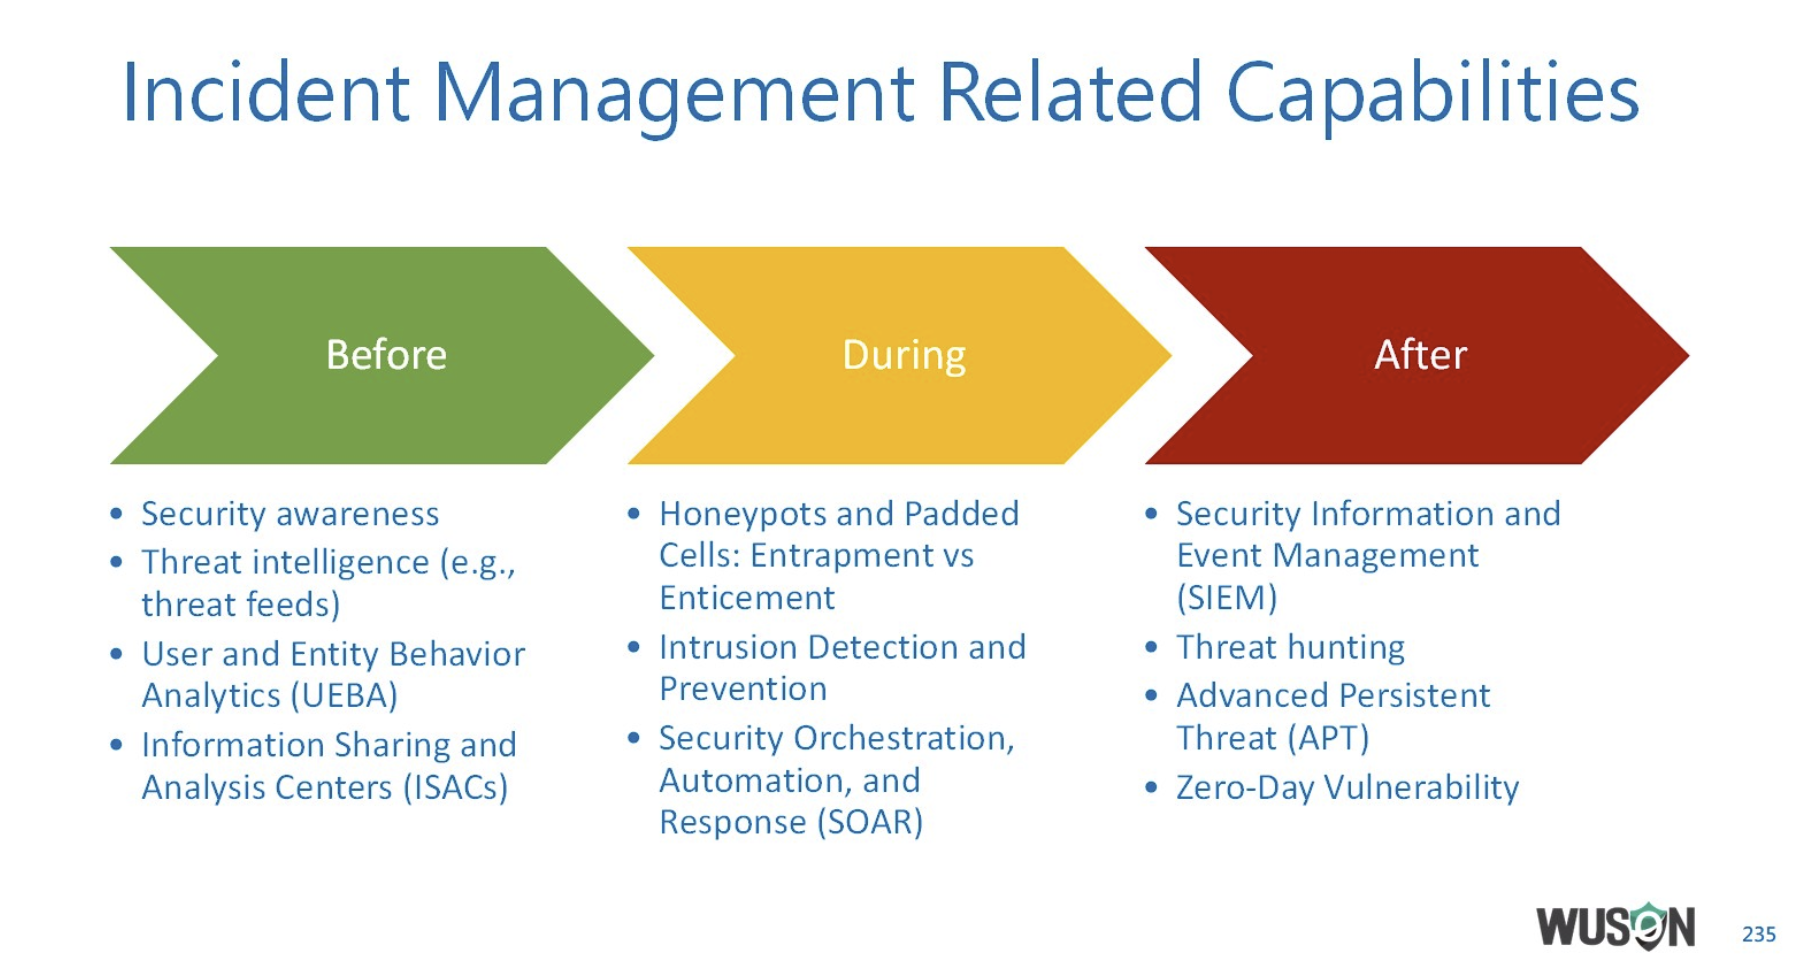 Incident Management Related Capabilities
Before
• Security awareness
• Threat intelligence (e.g.,
threat feeds)
• User and Entity Behavior
Analytics (UEBA)
• Information Sharing and
Analysis Centers (ISACs)
During
• Honeypots and Padded
Cells: Entrapment vs
Enticement
• Intrusion Detection and
Prevention
• Security Orchestration,
Automation, and
Response (SOAR)
After
• Security Information and
Event Management
(SIEM)
• Threat hunting
• Advanced Persistent
Threat (APT)
• Zero-Day Vulnerability
WUSON
235